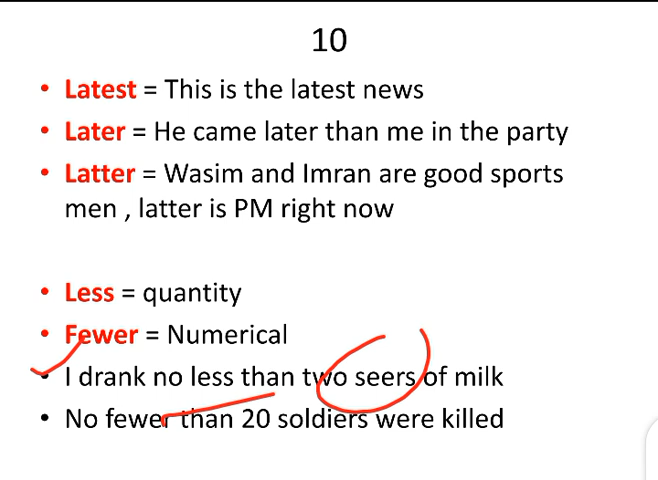 10
• Latest = This is the latest news
• Later = He came later than me in the party
• Latter = Wasim and Imran are good sports
men , latter is PM right now
• Less = quantity
• Fewer = Numerical
• I drank no less than two seers of milk
• No fewer than 20 soldiers were killed